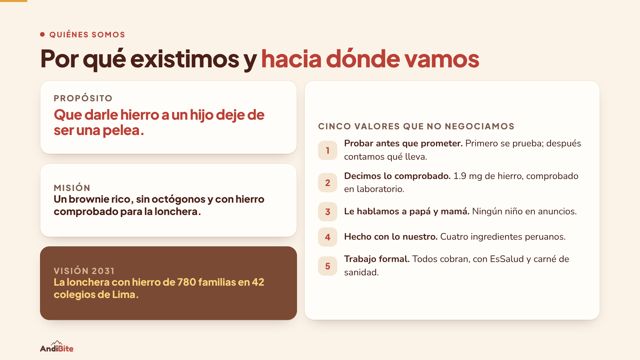 QUIÉNES SOMOS
Por qué existimos y hacia dónde vamos
PROPÓSITO
Que darle hierro a un hijo deje de
ser una pelea.
MISIÓN
Un brownie rico, sin octógonos y con hierro
comprobado para la lonchera.
VISIÓN 2031
La lonchera con hierro de 780 familias en 42
colegios de Lima.
CINCO VALORES QUE NO NEGOCIAMOS
1 Probar antes que prometer. Primero se prueba; después
contamos qué lleva.
2 Decimos lo comprobado. 1.9 mg de hierro, comprobado
en laboratorio.
3 Le hablamos a papá y mamá. Ningún niño en anuncios.
4 Hecho con lo nuestro. Cuatro ingredientes peruanos.
5 Trabajo formal. Todos cobran, con EsSalud y carné de
sanidad.
AndiBite